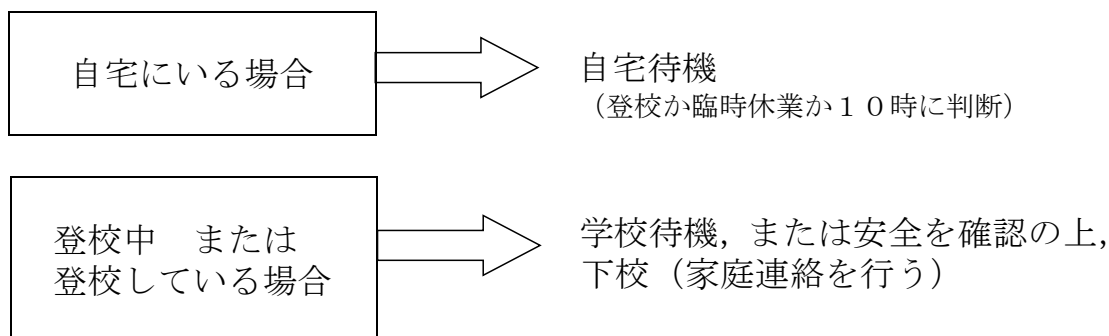 自宅にいる場合
自宅待機
（登校か臨時休業か１０時に判断）
登校中　または
登校している場合
学校待機，または安全を確認の上，
下校（家庭連絡を行う）